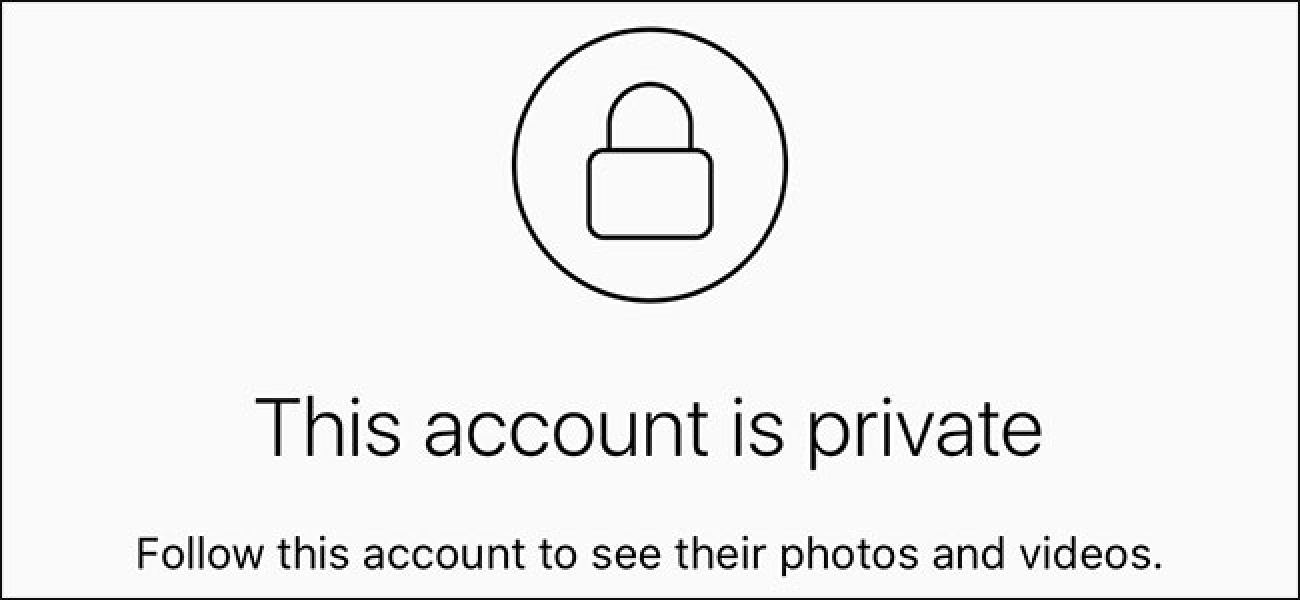 This account is private
Follow this account to see their photos and videos.